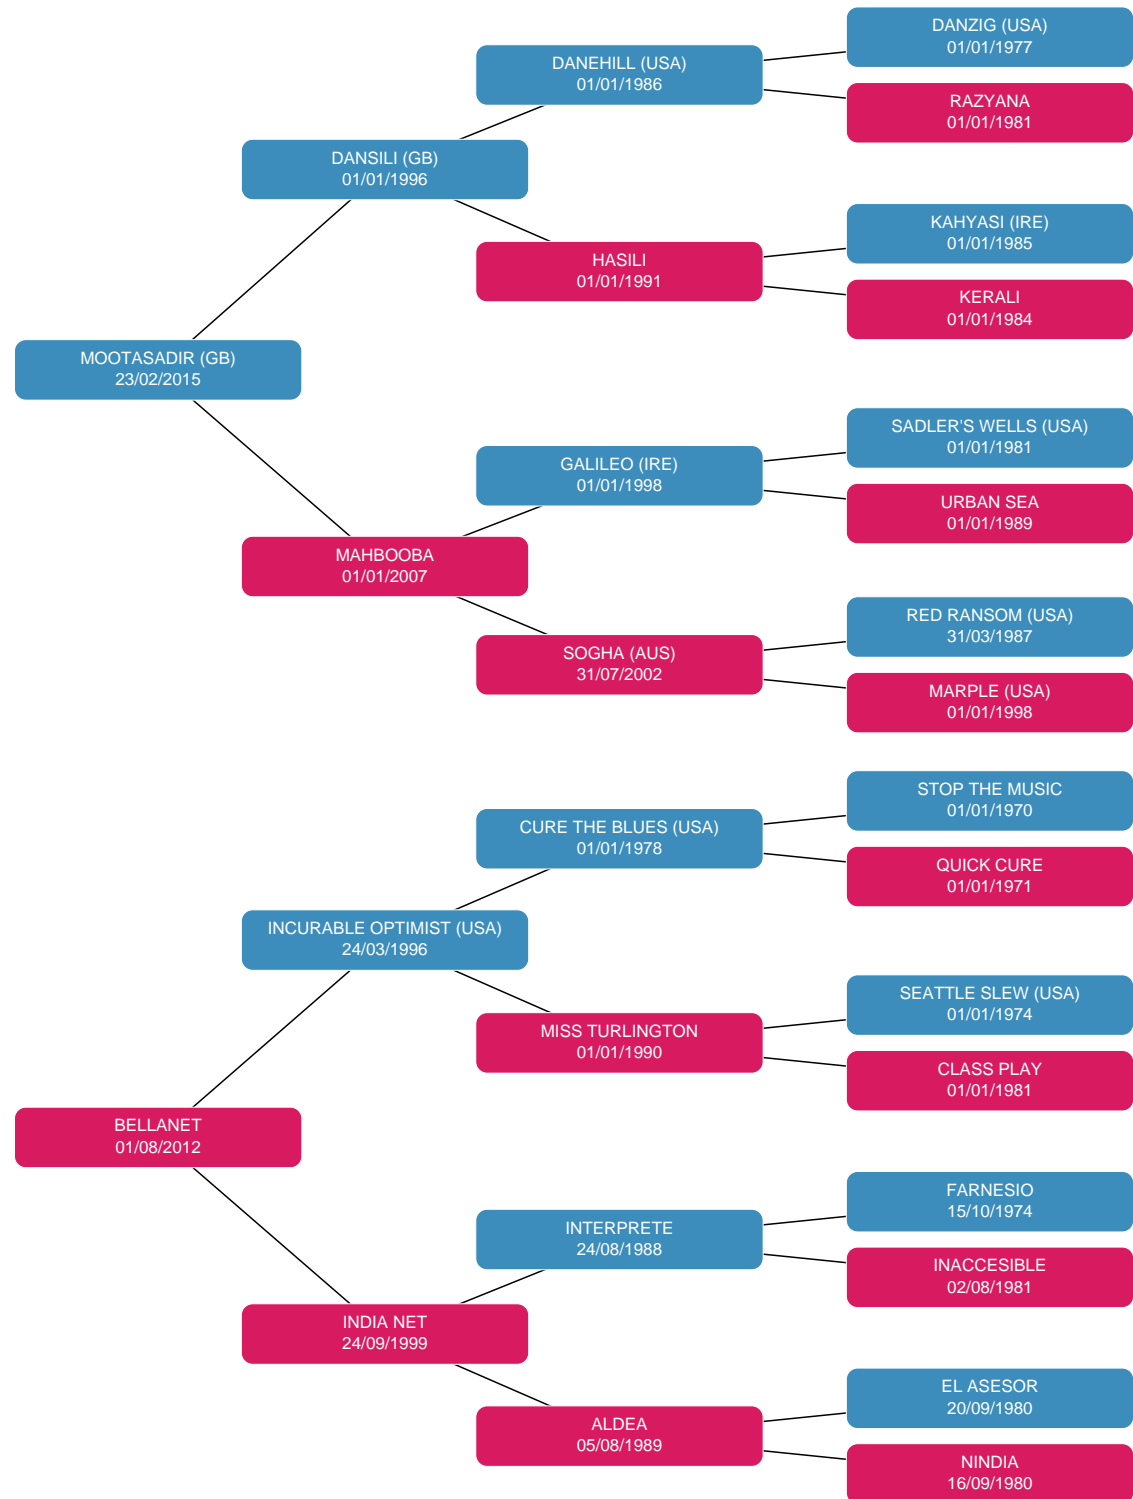 DANZIG (USA)
01/01/1977
DANEHILL (USA)
01/01/1986
RAZYANA
01/01/1981
DANSILI (GB)
01/01/1996
KAHYASI (IRE)
01/01/1985
HASILI
01/01/1991
KERALI
01/01/1984
MOOTASADIR (GB)
23/02/2015
SADLER'S WELLS (USA)
01/01/1981
GALILEO (IRE)
01/01/1998
URBAN SEA
01/01/1989
MAHBOOBA
01/01/2007
RED RANSOM (USA)
31/03/1987
SOGHA (AUS)
31/07/2002
MARPLE (USA)
01/01/1998
STOP THE MUSIC
01/01/1970
CURE THE BLUES (USA)
01/01/1978
QUICK CURE
01/01/1971
INCURABLE OPTIMIST (USA)
24/03/1996
SEATTLE SLEW (USA)
01/01/1974
MISS TURLINGTON
01/01/1990
CLASS PLAY
01/01/1981
BELLANET
01/08/2012
FARNESIO
15/10/1974
INTERPRETE
24/08/1988
INACCESIBLE
02/08/1981
INDIA NET
24/09/1999
EL ASESOR
20/09/1980
ALDEA
05/08/1989
NINDIA
16/09/1980